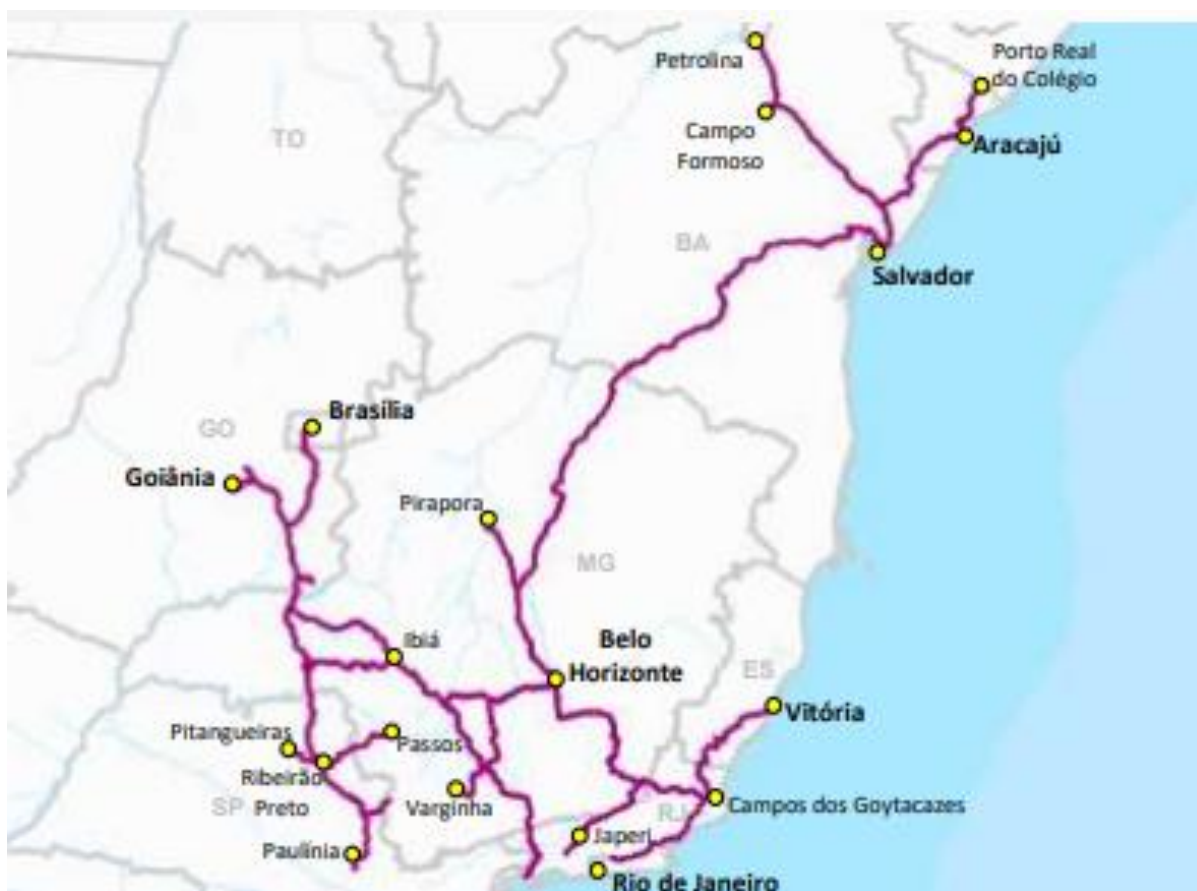 Petrolina
Porto Real
do Colégio
TO
Campo
Formoso
Aracajú
BA
Salvador
Brasília
GO
Goiânia
Pirapora
MG
Belo
Horizonte
Ibiá
ES
Vitória
Pitangueiras
Passos
Ribeirão
Preto
SP
Varginha
Campos dos Goytacazes
RJ
Japeri
Paulínia
Rio de Janeiro